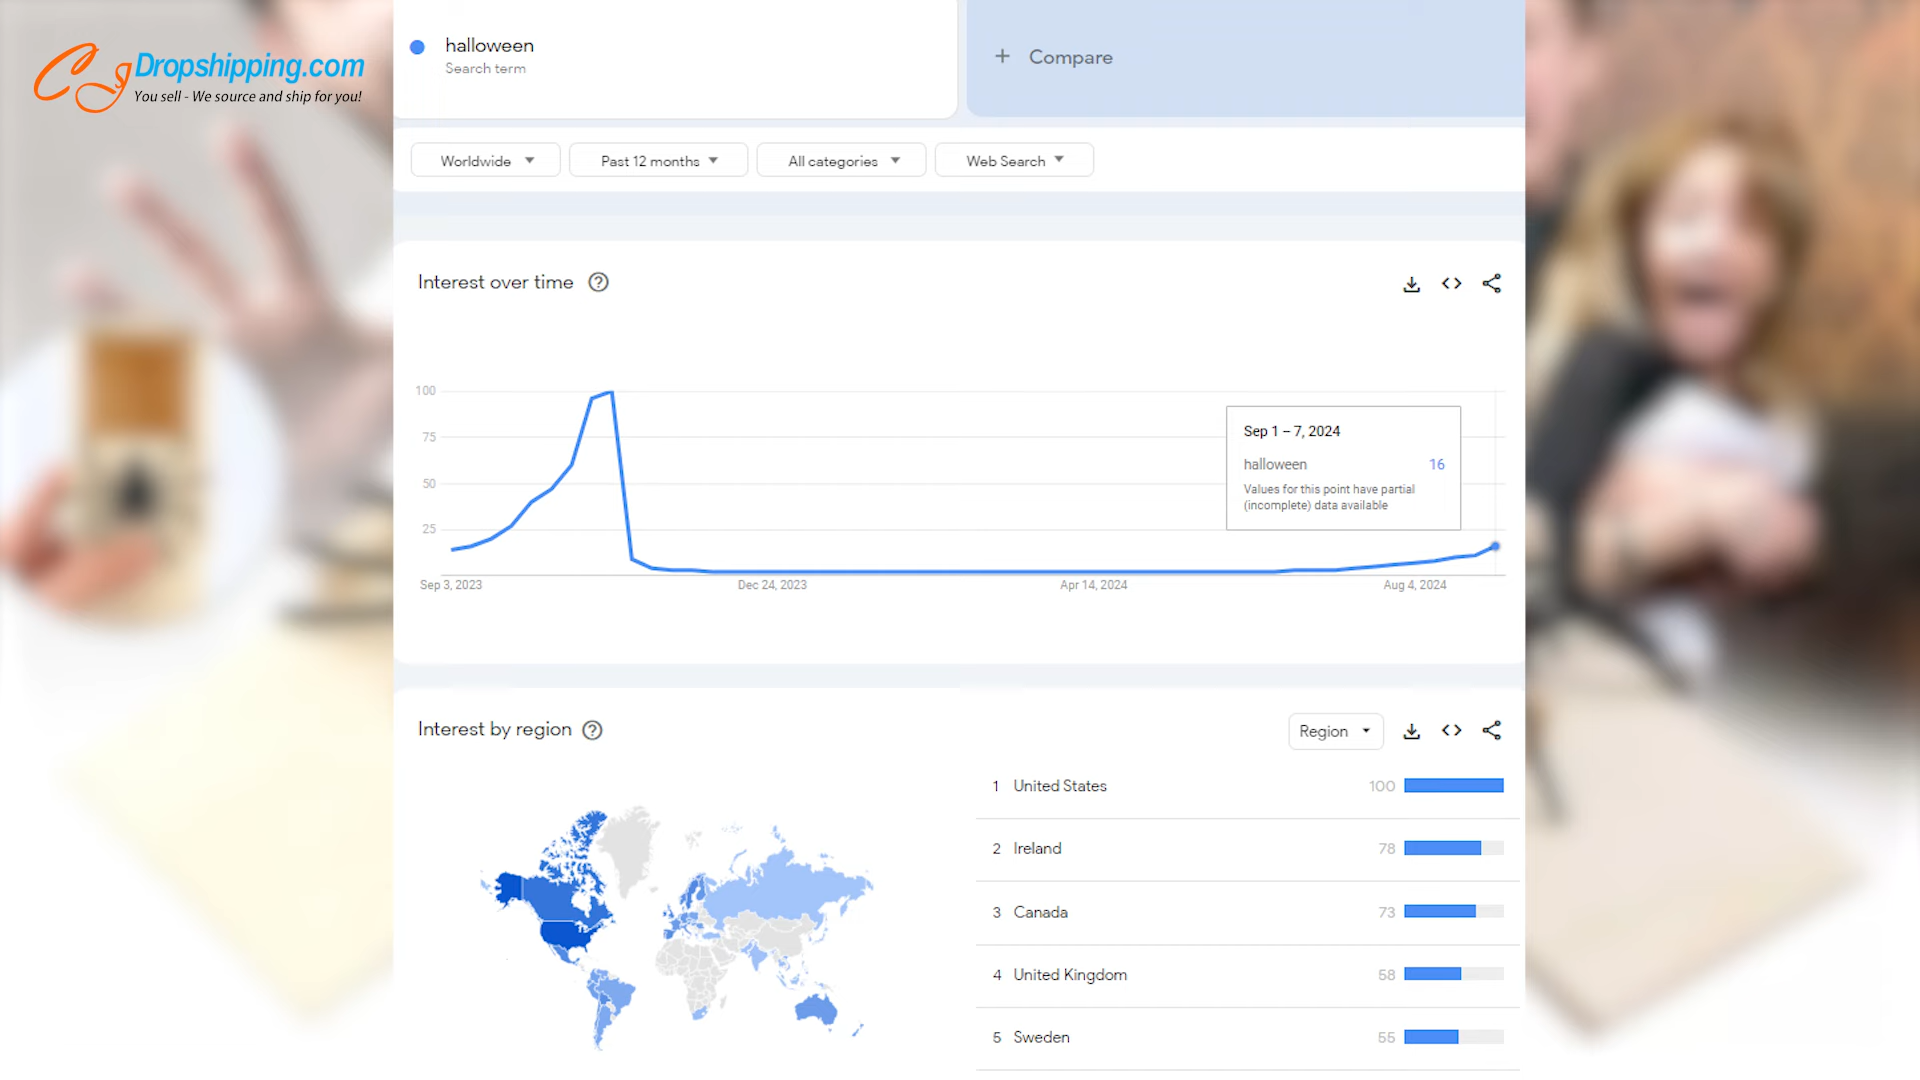 CJ Dropshipping.com
You sell - We source and ship for you!
halloween
Search term
+ Compare
Worldwide
Past 12 months
All categories
Web Search
Interest over time
100
75
50
25
Sep 1 – 7, 2024
halloween 16
Values for this point have partial
(incomplete) data available
Sep 3, 2023 Dec 24, 2023 Apr 14, 2024 Aug 4, 2024
Interest by region
Region
1 United States 100
2 Ireland 78
3 Canada 73
4 United Kingdom 58
5 Sweden 55